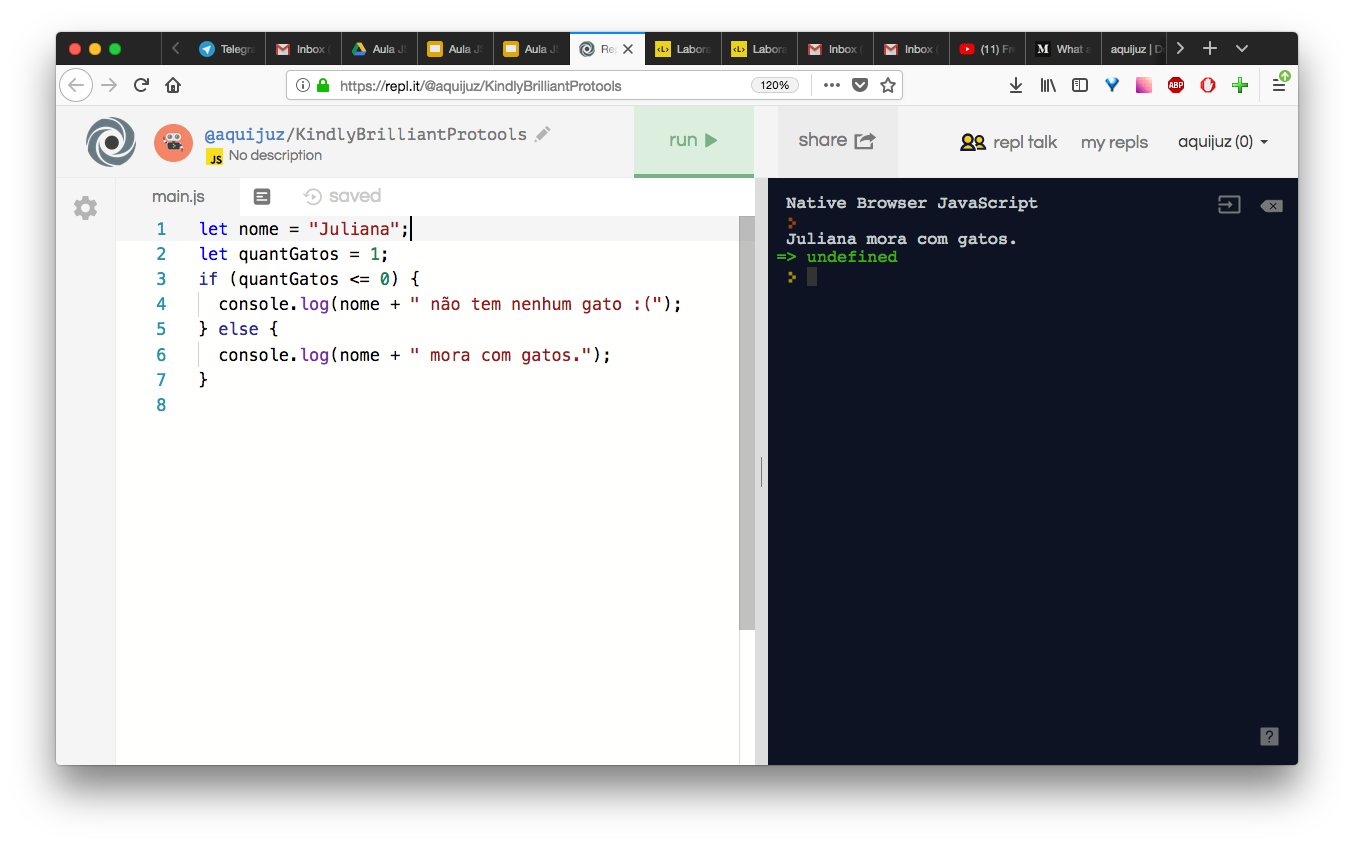 Telegr
Inbox (
Aula JS
Aula JS
Aula JS
Re
Labora
Labora
Inbox (
Inbox (
(11) Fr
M What a
aquijuz | D
https://repl.it/@aquijuz/KindlyBrilliantProtools
120%
ABP
@aquijuz/KindlyBrilliantProtools
JS No description
run
share
repl talk
my repls
aquijuz (0)
main.js
saved
1 let nome = "Juliana";
2 let quantGatos = 1;
3 if (quantGatos <= 0) {
4 console.log(nome + " não tem nenhum gato :(");
5 } else {
6 console.log(nome + " mora com gatos.");
7 }
8
Native Browser JavaScript
Juliana mora com gatos.
=> undefined
?